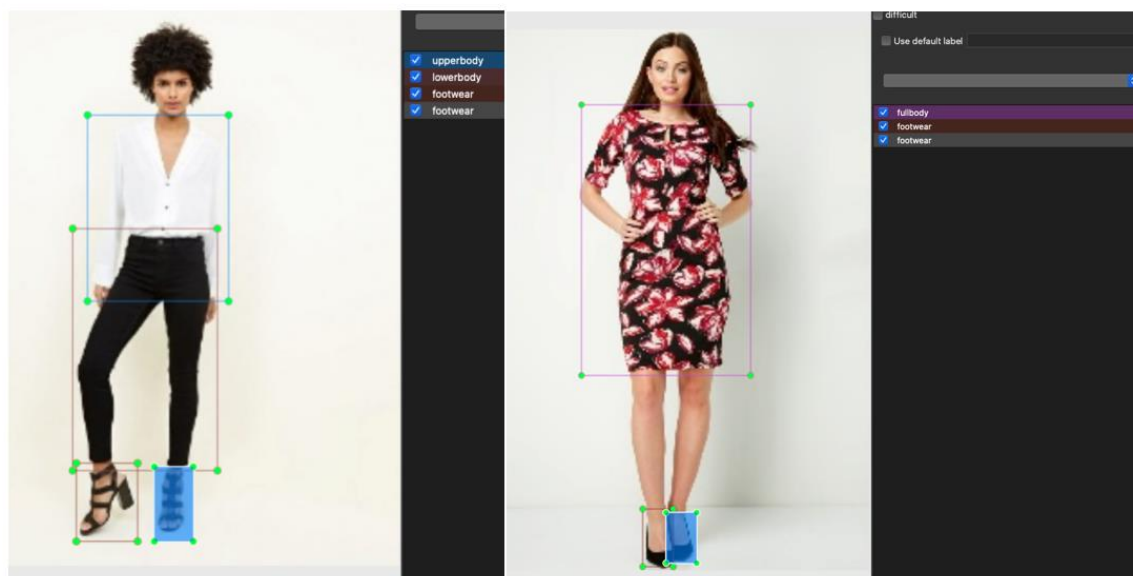 upperbody
lowerbody
footwear
footwear
difficult
Use default label
fullbody
footwear
footwear